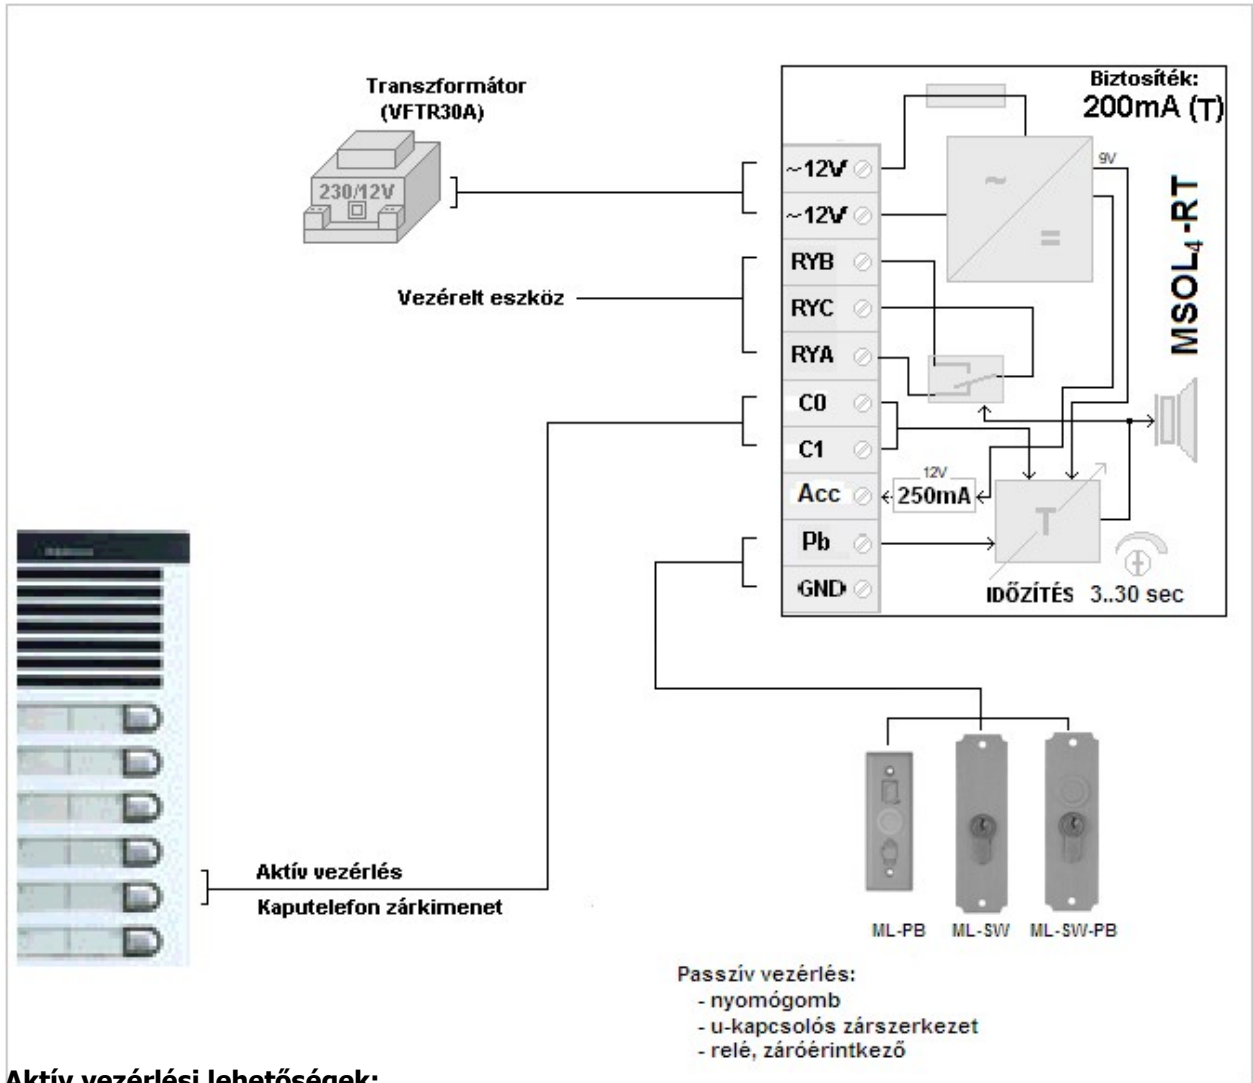 Transzformátor
(VFTR30A)
230/12V
Vezérelt eszköz
Biztosíték:
200mA (T)
~12V
~12V
RYB
RYC
RYA
C0
C1
Acc
Pb
GND
~
=
9V
MSOL4-RT
12V
250mA
T
IDŐZÍTÉS 3..30 sec
Aktív vezérlés
Kaputelefon zárkimenet
ML-PB ML-SW ML-SW-PB
Passzív vezérlés:
- nyomógomb
- u-kapcsolós zárszerkezet
- relé, záróérintkező
Aktív vezérlési lehetőségek: